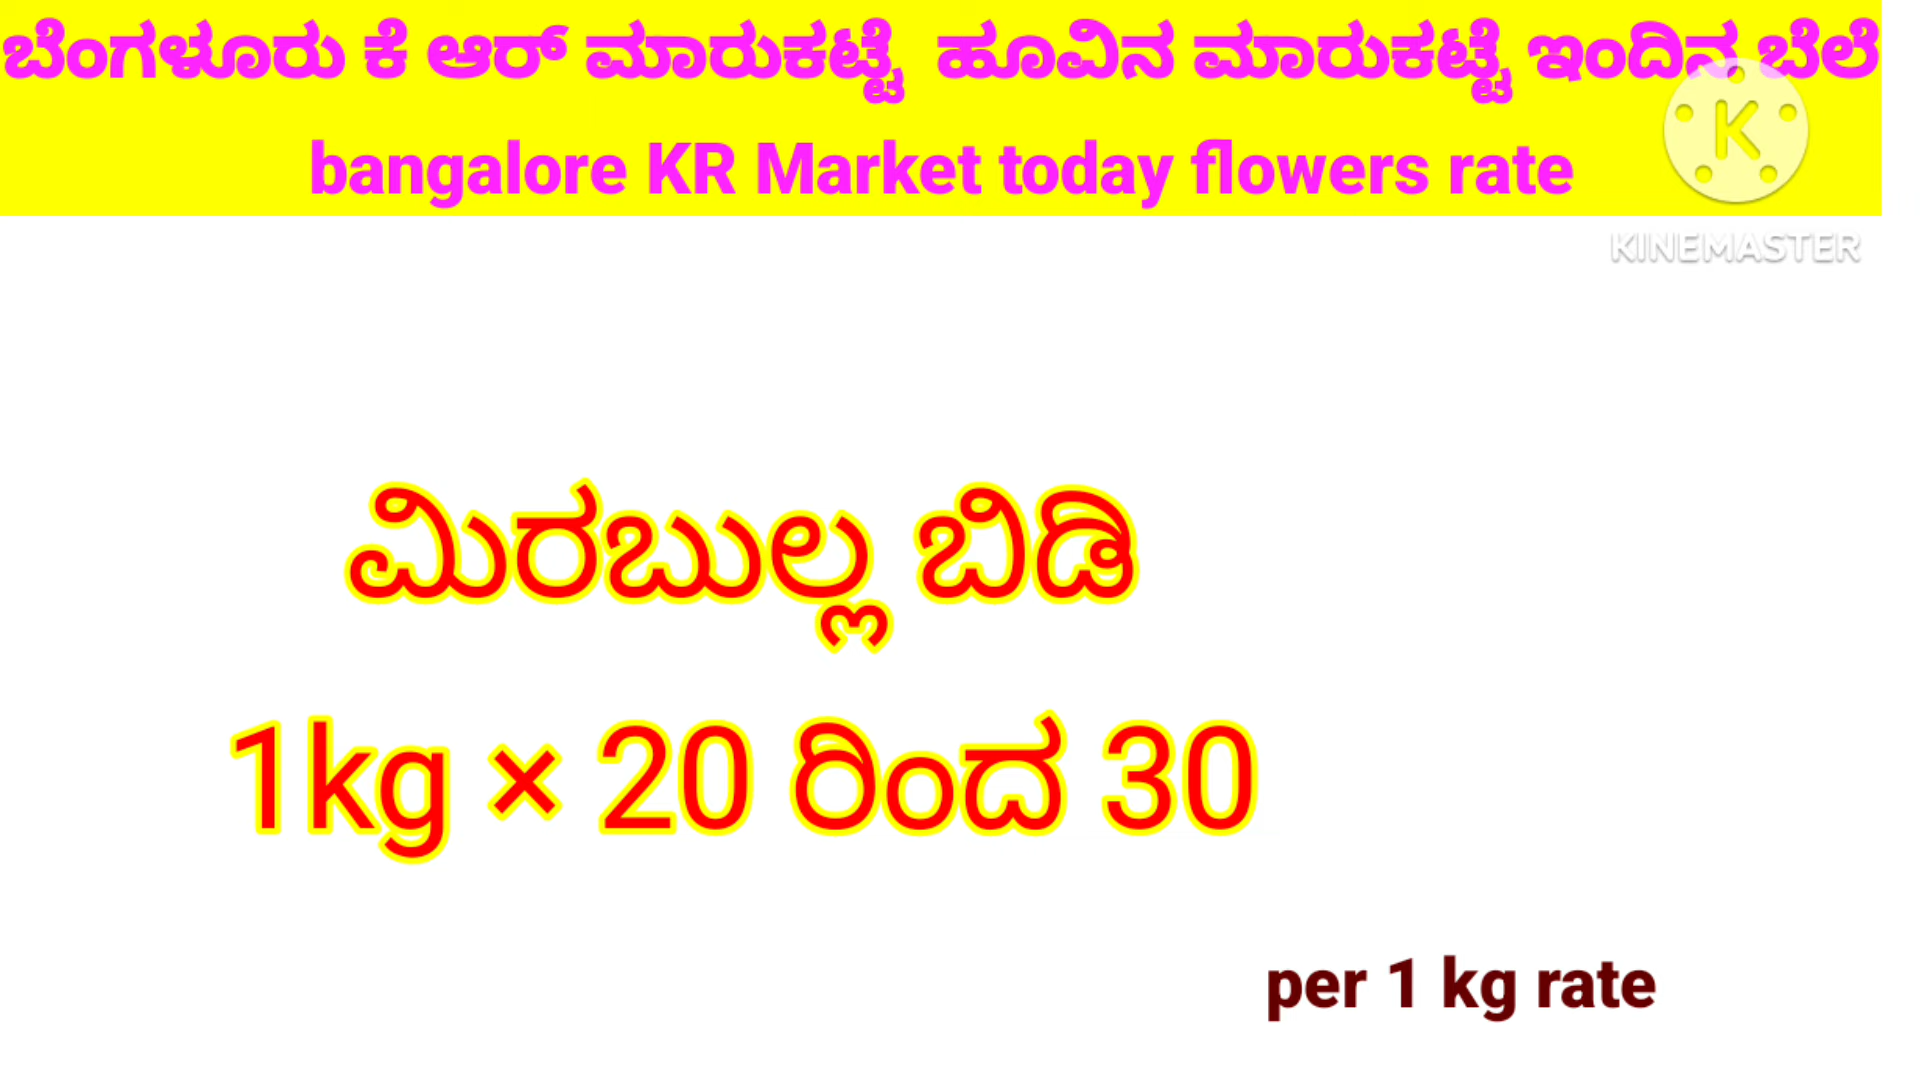 ಬೆಂಗಳೂರು ಕೆ ಆರ್ ಮಾರುಕಟ್ಟೆ ಹೂವಿನ ಮಾರುಕಟ್ಟೆ ಇಂದಿನ ಬೆಲೆ
bangalore KR Market today flowers rate
K
KINEMASTER
ಮಿರಬುಲ್ಲ ಬಿಡಿ
1kg × 20 ರಿಂದ 30
per 1 kg rate